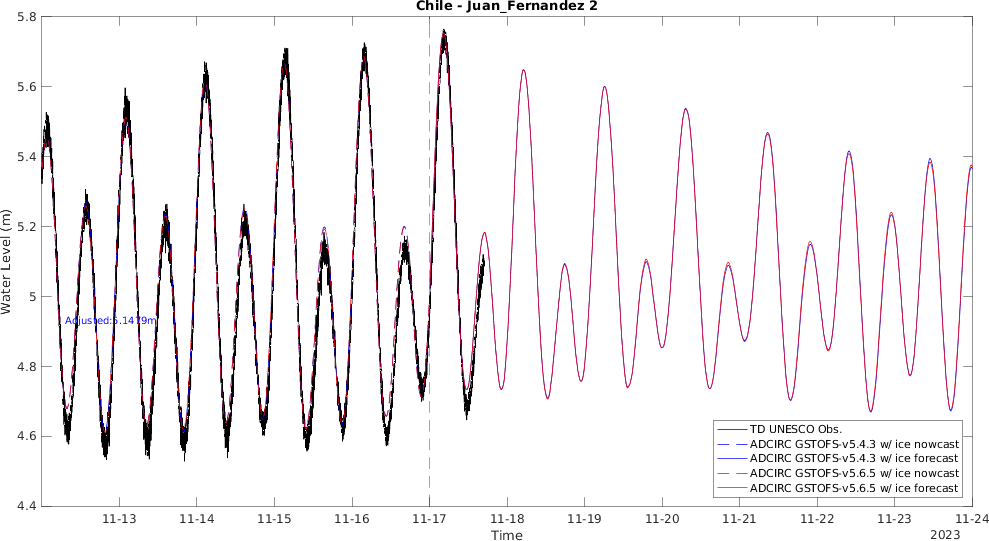 Chile - Juan_Fernandez 2
5.8
5.6
5.4
5.2
5
4.8
4.6
4.4
Water Level (m)
Adjusted:5.1479m
TD UNESCO Obs.
ADCIRC GSTOFS-v5.4.3 w/ ice nowcast
ADCIRC GSTOFS-v5.4.3 w/ ice forecast
ADCIRC GSTOFS-v5.6.5 w/ ice nowcast
ADCIRC GSTOFS-v5.6.5 w/ ice forecast
11-13 11-14 11-15 11-16 11-17 11-18 11-19 11-20 11-21 11-22 11-23 11-24
Time
2023